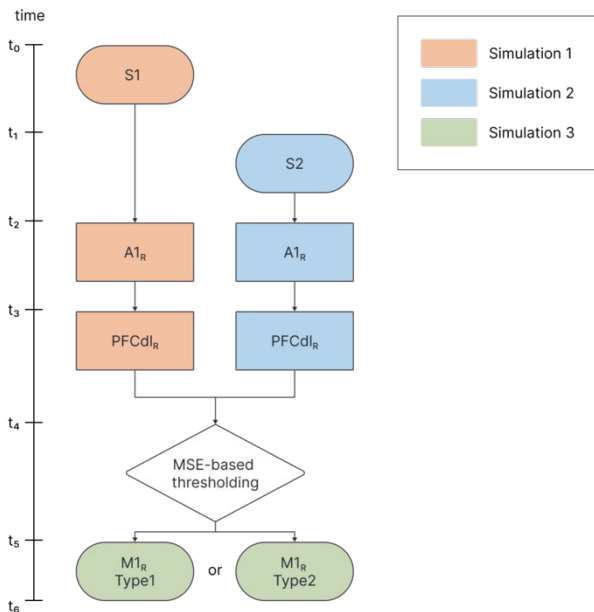 time
t₀
S1
Simulation 1
Simulation 2
Simulation 3
t₁
S2
t₂
A1R
A1R
t₃
PFCdlR
PFCdlR
t₄
MSE-based
thresholding
t₅
M1R
Type1
or
M1R
Type2
t₆